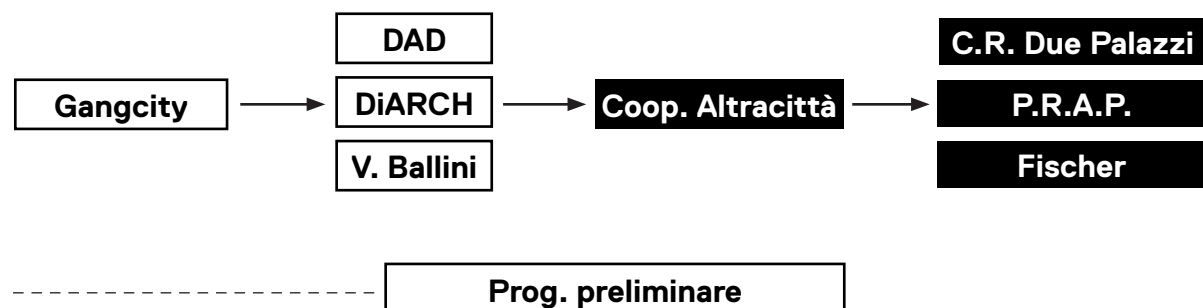 DAD
C.R. Due Palazzi
Gangcity
DiARCH
Coop. Altracittà
P.R.A.P.
V. Ballini
Fischer
Prog. preliminare